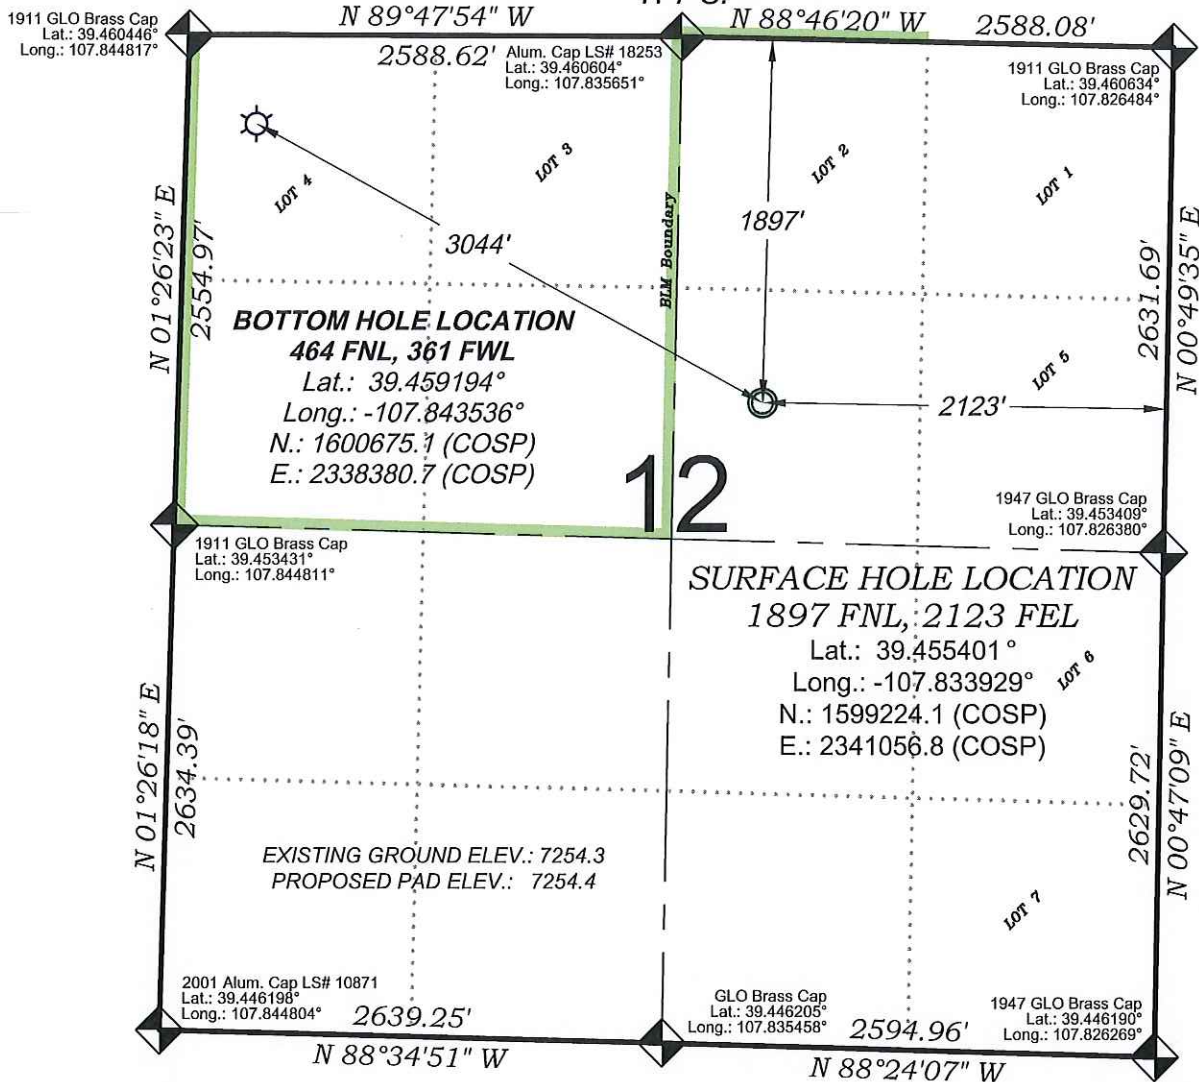 1911 GLO Brass Cap
Lat.: 39.460446°
Long.: 107.844817°
N 89°47'54" W
2588.62'
Alum. Cap LS# 18253
Lat.: 39.460604°
Long.: 107.835651°
N 88°46'20" W
2588.08'
1911 GLO Brass Cap
Lat.: 39.460634°
Long.: 107.826484°
LOT 4
LOT 3
LOT 2
LOT 1
N 01°26'23" E
2554.97'
3044'
BLM Boundary
1897'
2631.69'
N 00°49'35" E
BOTTOM HOLE LOCATION
464 FNL, 361 FWL
Lat.: 39.459194°
Long.: -107.843536°
N.: 1600675.1 (COSP)
E.: 2338380.7 (COSP)
LOT 5
2123'
12
1911 GLO Brass Cap
Lat.: 39.453431°
Long.: 107.844811°
1947 GLO Brass Cap
Lat.: 39.453409°
Long.: 107.826380°
SURFACE HOLE LOCATION
1897 FNL, 2123 FEL
Lat.: 39.455401°
Long.: -107.833929°
N.: 1599224.1 (COSP)
E.: 2341056.8 (COSP)
LOT 6
N 01°26'18" E
2634.39'
2629.72'
N 00°47'09" E
EXISTING GROUND ELEV.: 7254.3
PROPOSED PAD ELEV.: 7254.4
LOT 7
2001 Alum. Cap LS# 10871
Lat.: 39.446198°
Long.: 107.844804°
2639.25'
N 88°34'51" W
GLO Brass Cap
Lat.: 39.446205°
Long.: 107.835458°
2594.96'
N 88°24'07" W
1947 GLO Brass Cap
Lat.: 39.446190°
Long.: 107.826269°